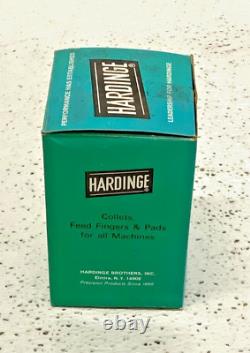 PERFORMANCE HAS ESTABLISHED
HARDINGE®
LEADERSHIP FOR HARDINGE
HARDINGE®
Collets,
Feed Fingers & Pads
for all Machines
HARDINGE BROTHERS, INC.
Elmira, N.Y. 14902
Precision Products Since 1890